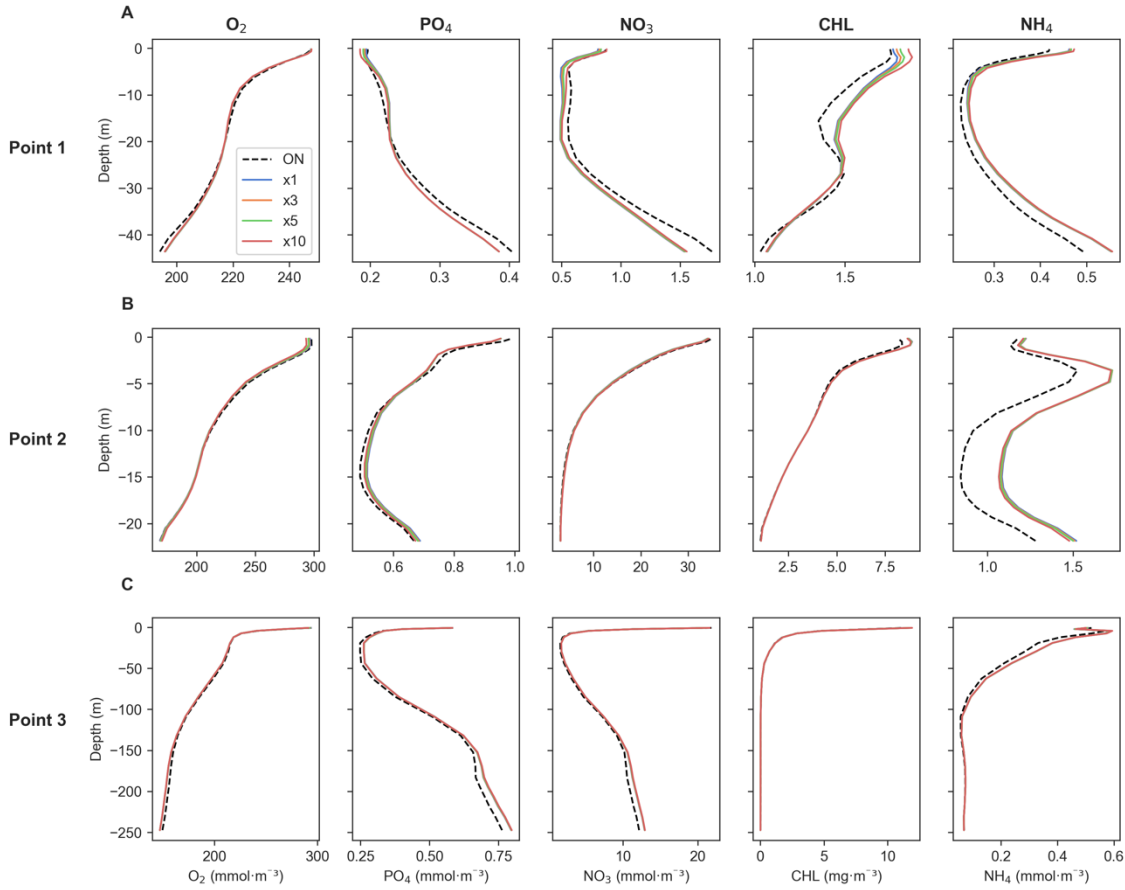 A
O₂ PO₄ NO₃ CHL NH₄
Point 1
Depth (m)
0
−10
−20
−30
−40
ON
x1
x3
x5
x10
200 220 240
0.2 0.3 0.4
0.5 1.0 1.5
1.0 1.5
0.3 0.4 0.5
B
Point 2
Depth (m)
0
−5
−10
−15
−20
200 250 300
0.6 0.8 1.0
10 20 30
2.5 5.0 7.5
1.0 1.5
C
Point 3
Depth (m)
0
−50
−100
−150
−200
−250
200 300
0.25 0.50 0.75
10 20
0 5 10
0.0 0.2 0.4 0.6
O₂ (mmol·m⁻³) PO₄ (mmol·m⁻³) NO₃ (mmol·m⁻³) CHL (mg·m⁻³) NH₄ (mmol·m⁻³)